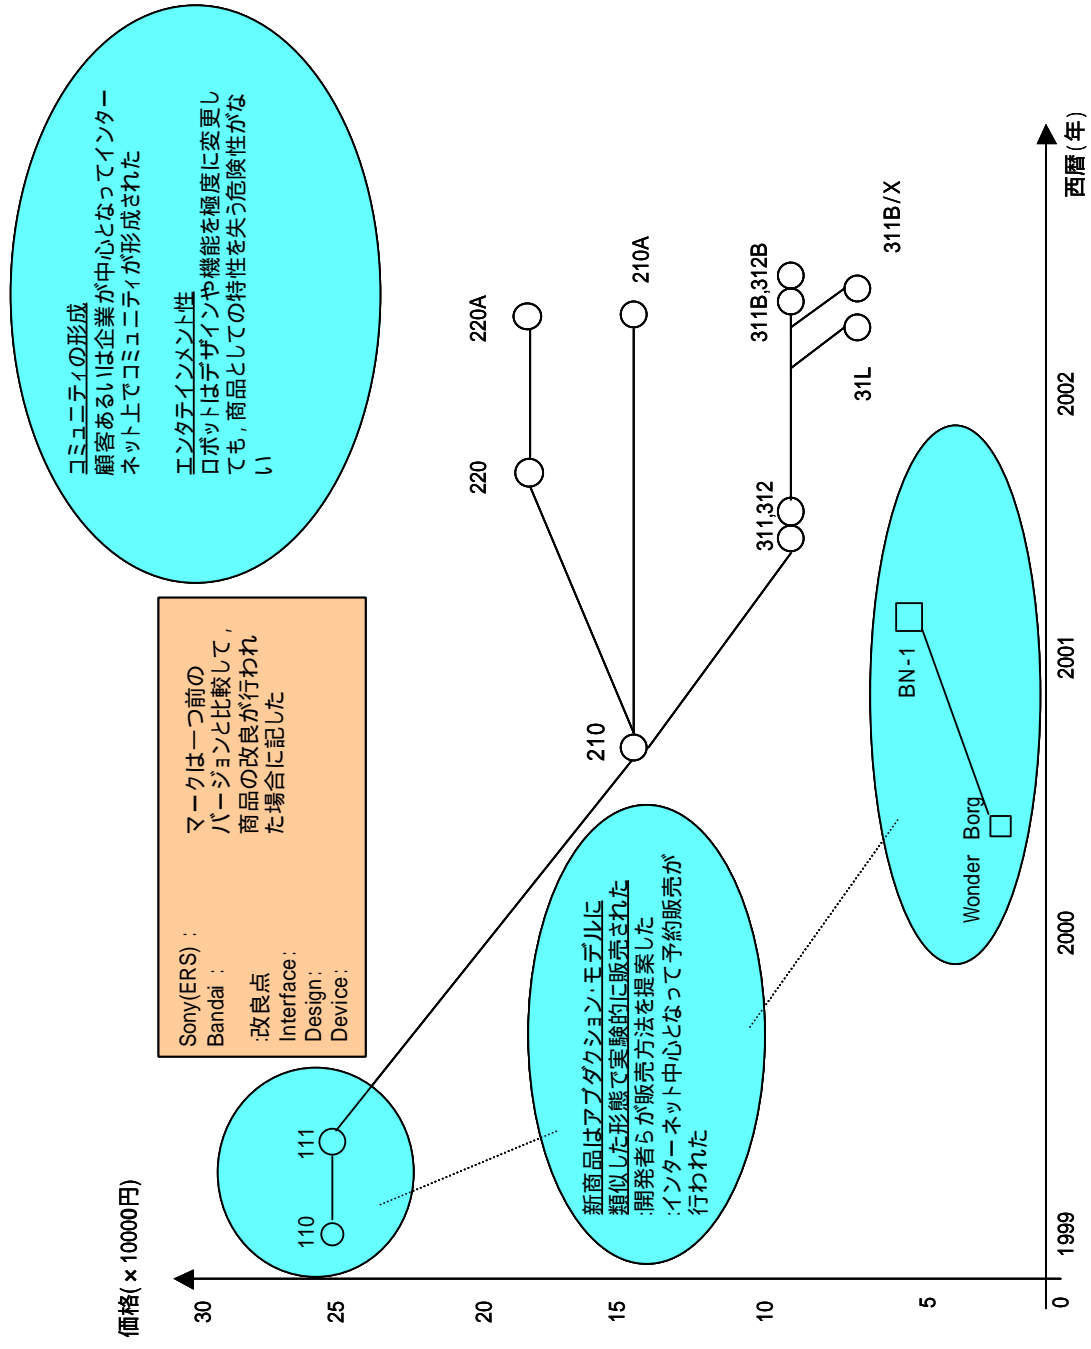 価格(×10000円)
30
25
20
15
10
5
0
1999
2000
2001
2002
西暦(年)
コミュニティの形成
顧客あるいは企業が中心となってインター
ネット上でコミュニティが形成された
エンタテインメント性
ロボットはデザインや機能を極度に変更し
ても，商品としての特性を失う危険性がな
い
Sony(ERS) :
Bandai :
:改良点
Interface:
Design:
Device:
マークは一つ前の
バージョンと比較して，
商品の改良が行われ
た場合に記した
110
111
210
220
220A
210A
311,312
311B,312B
31L
311B/X
新商品はアブダクション・モデルに
類似した形態で実験的に販売された
:開発者らが販売方法を提案した
:インターネット中心となって予約販売が
行われた
Wonder Borg
BN-1